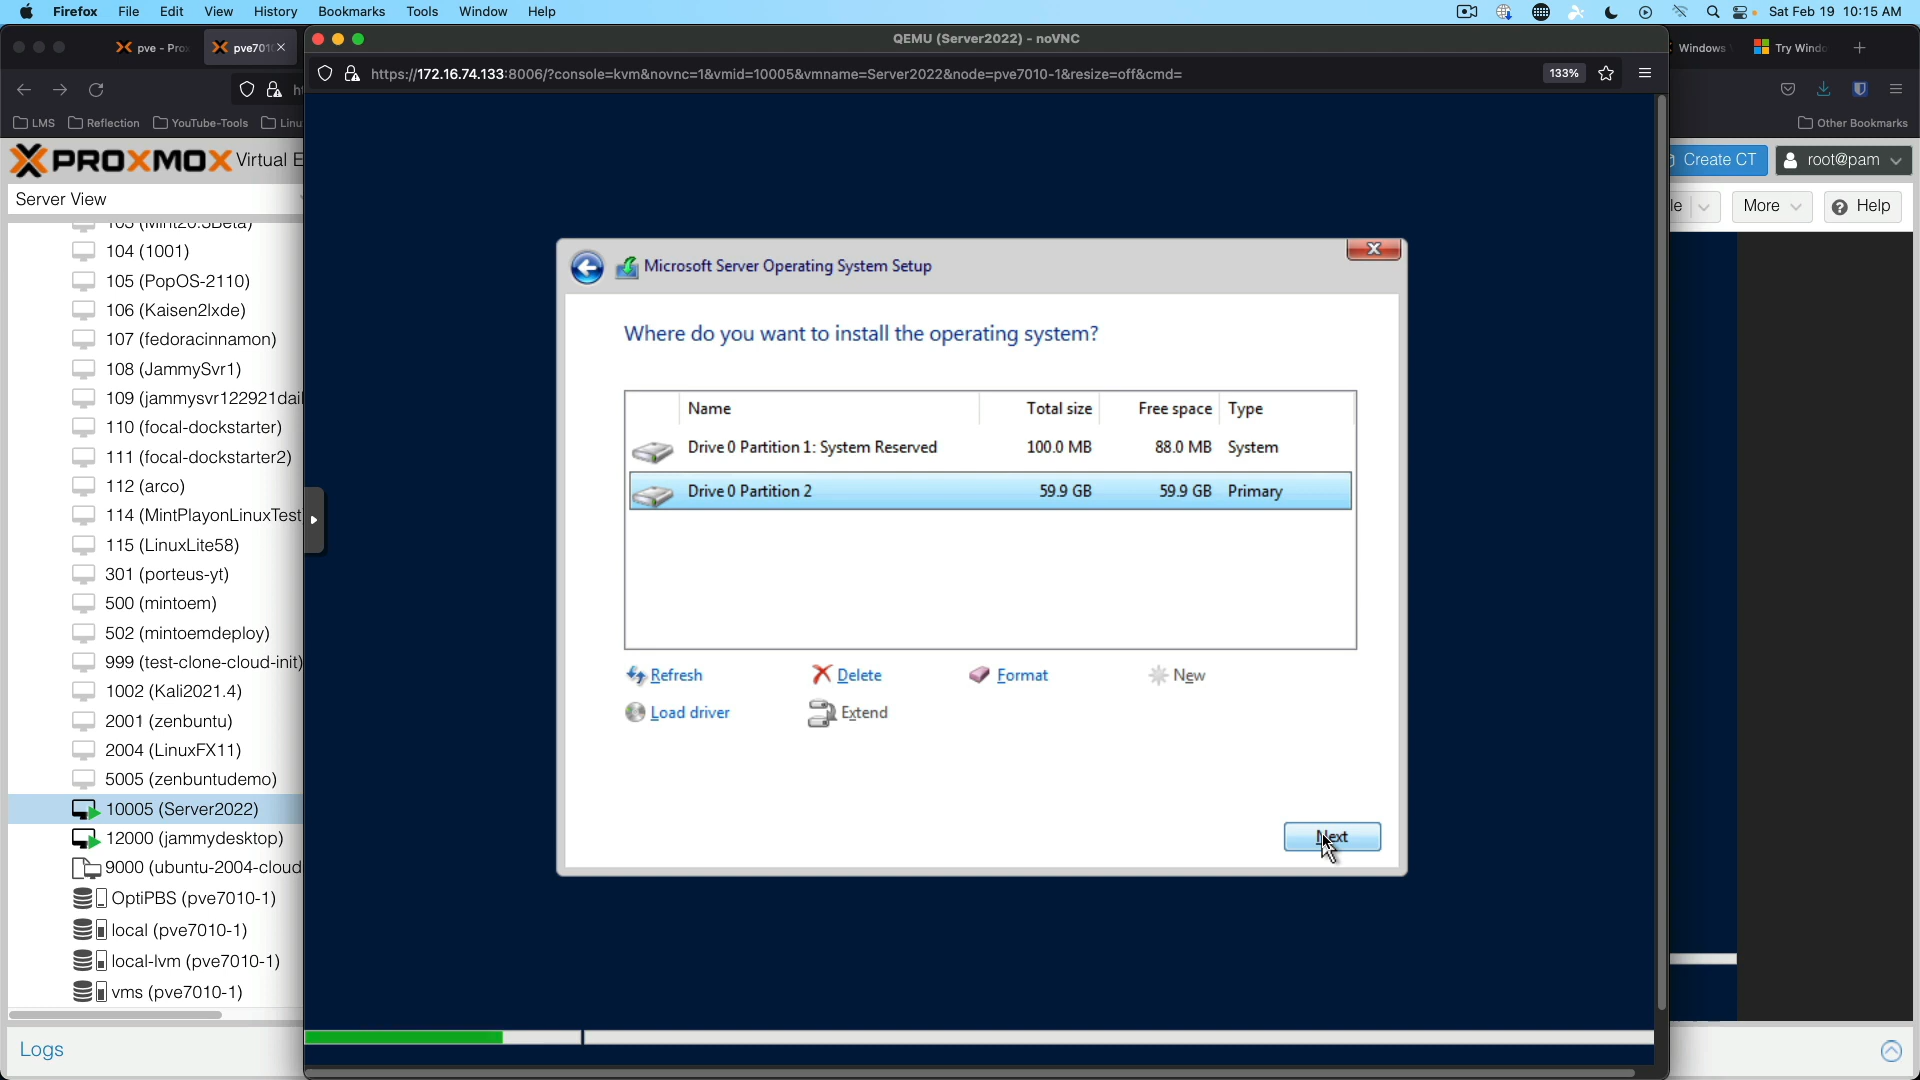 Firefox File Edit View History Bookmarks Tools Window Help
Sat Feb 19 10:15 AM
pve - Pro
pve701
QEMU (Server2022) - noVNC
Windows
Try Windo
https://172.16.74.133:8006/?console=kvm&novnc=1&vmid=10005&vmname=Server2022&node=pve7010-1&resize=off&cmd=
133%
LMS
Reflection
YouTube-Tools
Linu
Other Bookmarks
PROXMOX Virtual E
Create CT
root@pam
Server View
le
More
Help
104 (1001)
105 (PopOS-2110)
106 (Kaisen2lxde)
107 (fedoracinnamon)
108 (JammySvr1)
109 (jammysvr122921dail
110 (focal-dockstarter)
111 (focal-dockstarter2)
112 (arco)
114 (MintPlayonLinuxTest
115 (LinuxLite58)
301 (porteus-yt)
500 (mintoem)
502 (mintoemdeploy)
999 (test-clone-cloud-init)
1002 (Kali2021.4)
2001 (zenbuntu)
2004 (LinuxFX11)
5005 (zenbuntudemo)
10005 (Server2022)
12000 (jammydesktop)
9000 (ubuntu-2004-cloud
OptiPBS (pve7010-1)
local (pve7010-1)
local-lvm (pve7010-1)
vms (pve7010-1)
Logs
Microsoft Server Operating System Setup
Where do you want to install the operating system?
Name Total size Free space Type
Drive 0 Partition 1: System Reserved 100.0 MB 88.0 MB System
Drive 0 Partition 2 59.9 GB 59.9 GB Primary
Refresh Delete Format New
Load driver Extend
Next